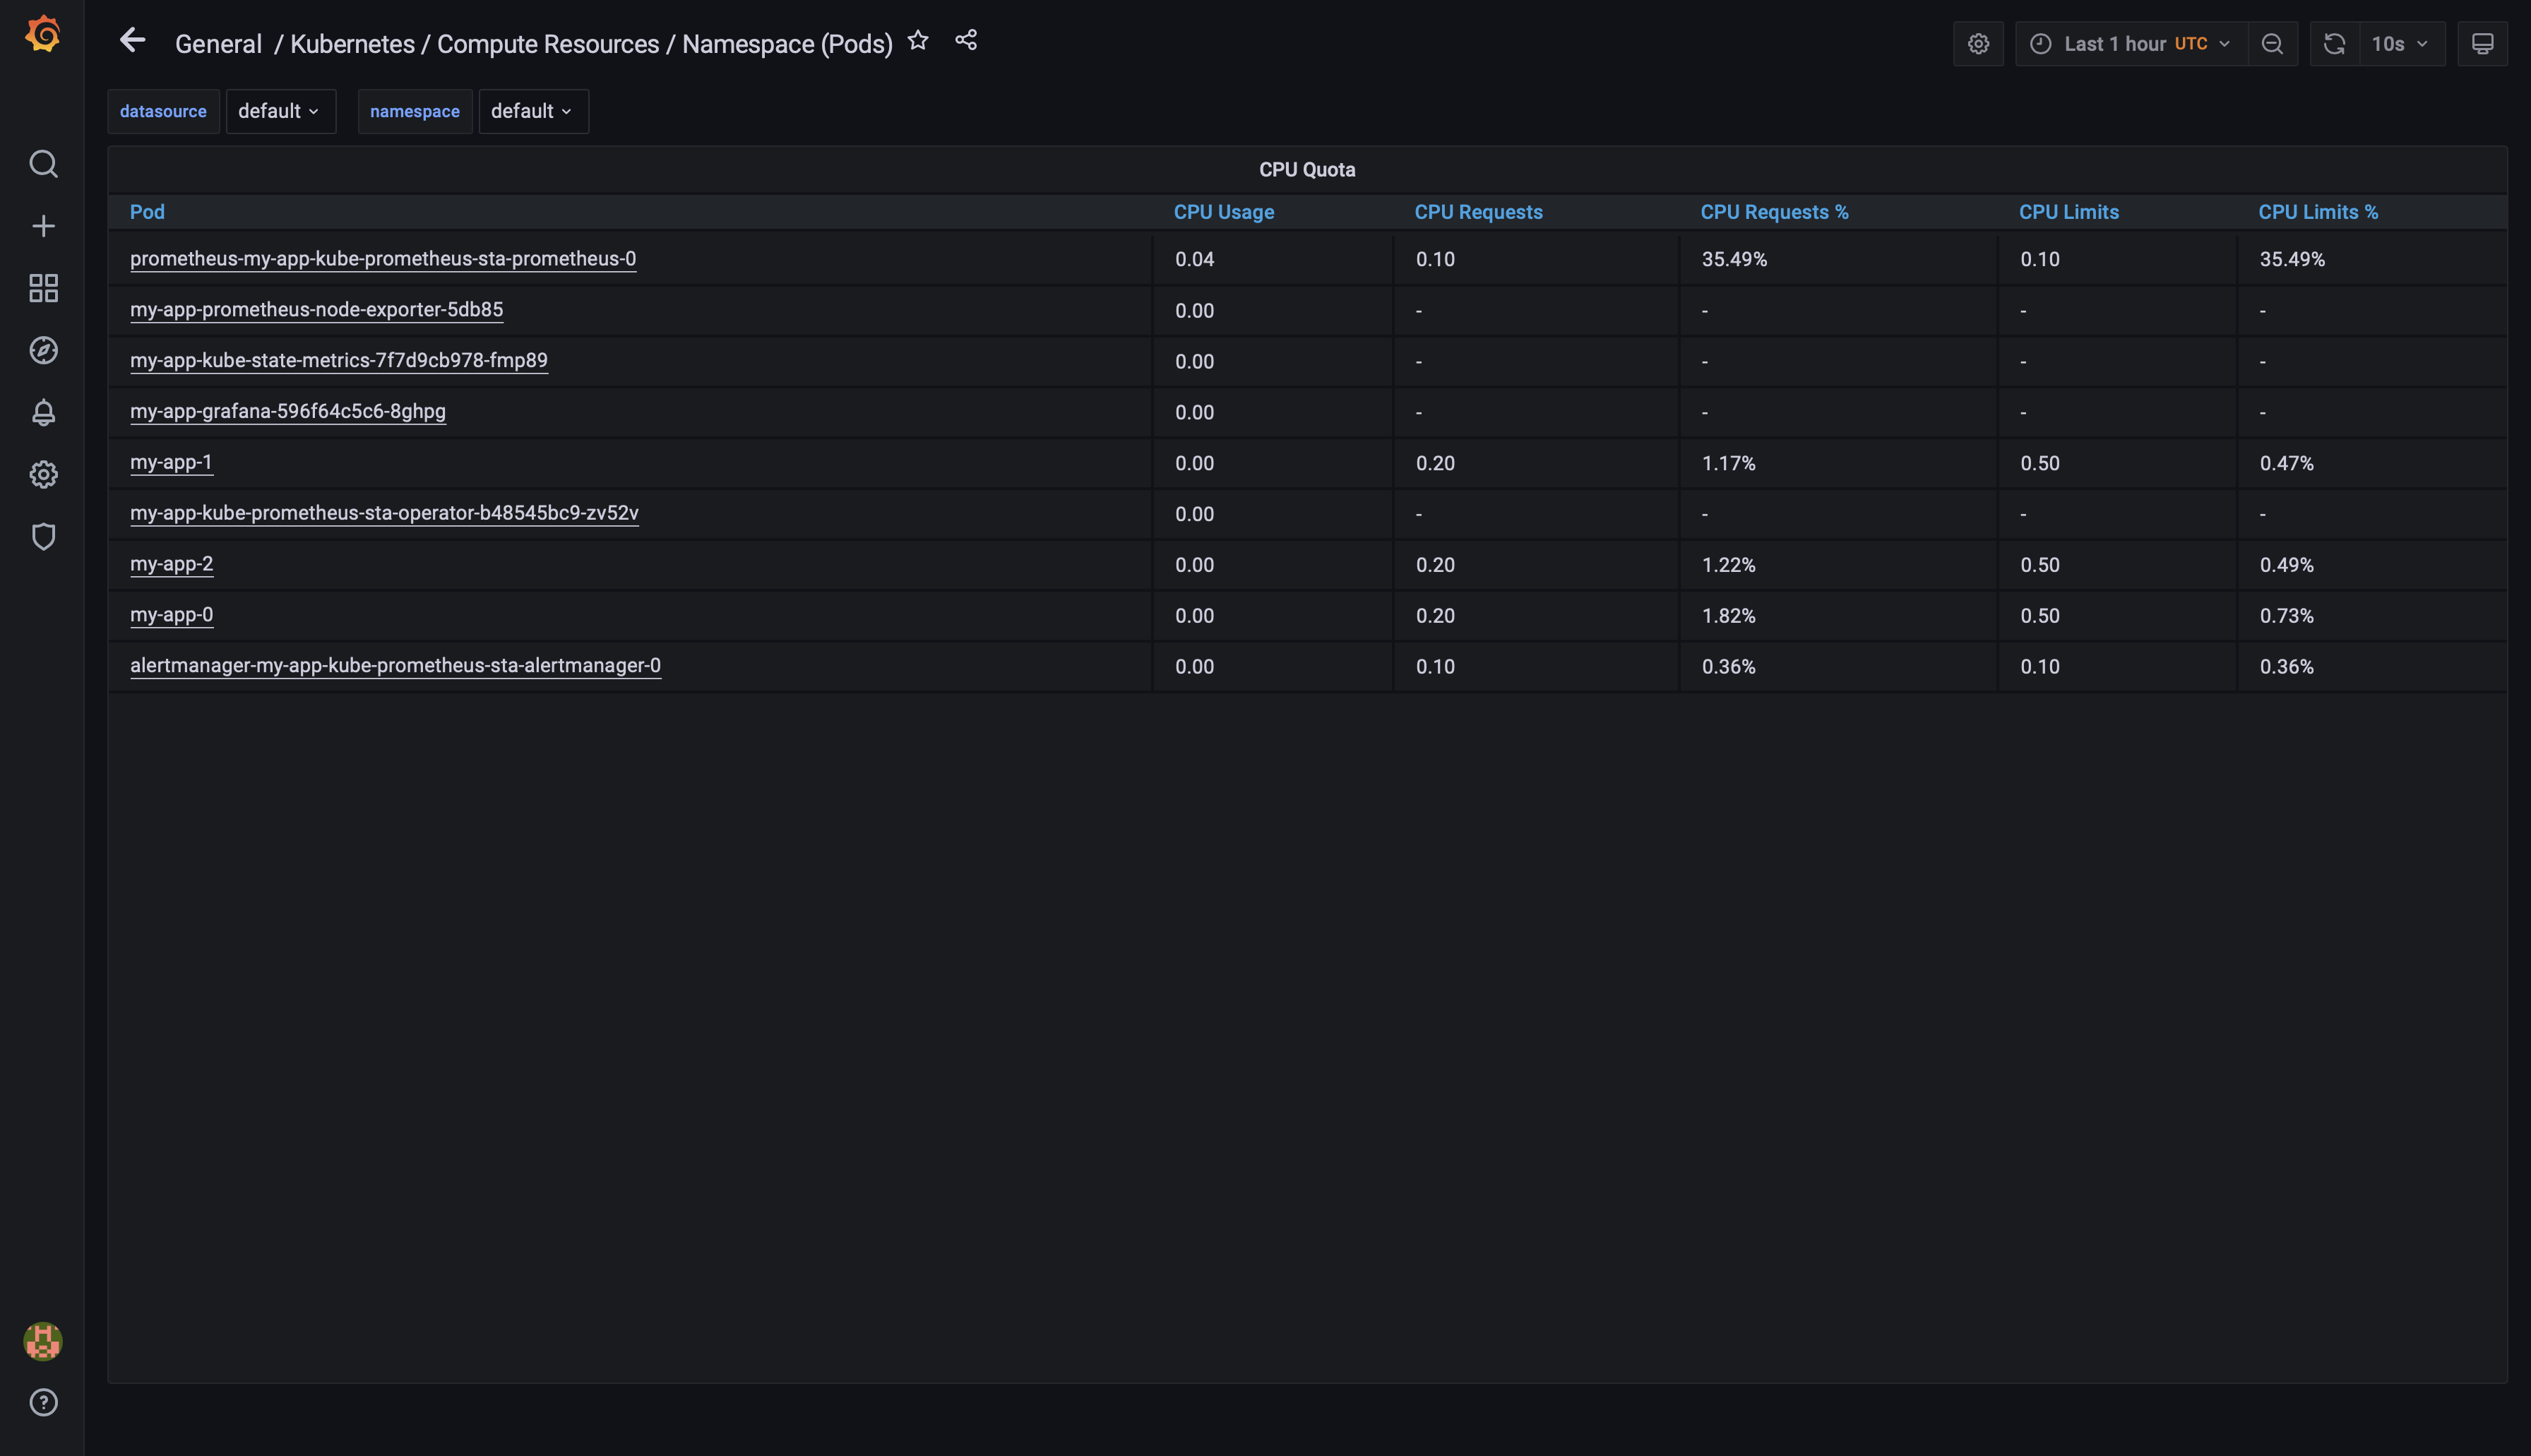 General / Kubernetes / Compute Resources / Namespace (Pods) Last 1 hour UTC 10s
datasource default namespace default
CPU Quota
Pod CPU Usage CPU Requests CPU Requests % CPU Limits CPU Limits %
prometheus-my-app-kube-prometheus-sta-prometheus-0 0.04 0.10 35.49% 0.10 35.49%
my-app-prometheus-node-exporter-5db85 0.00 - - - -
my-app-kube-state-metrics-7f7d9cb978-fmp89 0.00 - - - -
my-app-grafana-596f64c5c6-8ghpg 0.00 - - - -
my-app-1 0.00 0.20 1.17% 0.50 0.47%
my-app-kube-prometheus-sta-operator-b48545bc9-zv52v 0.00 - - - -
my-app-2 0.00 0.20 1.22% 0.50 0.49%
my-app-0 0.00 0.20 1.82% 0.50 0.73%
alertmanager-my-app-kube-prometheus-sta-alertmanager-0 0.00 0.10 0.36% 0.10 0.36%